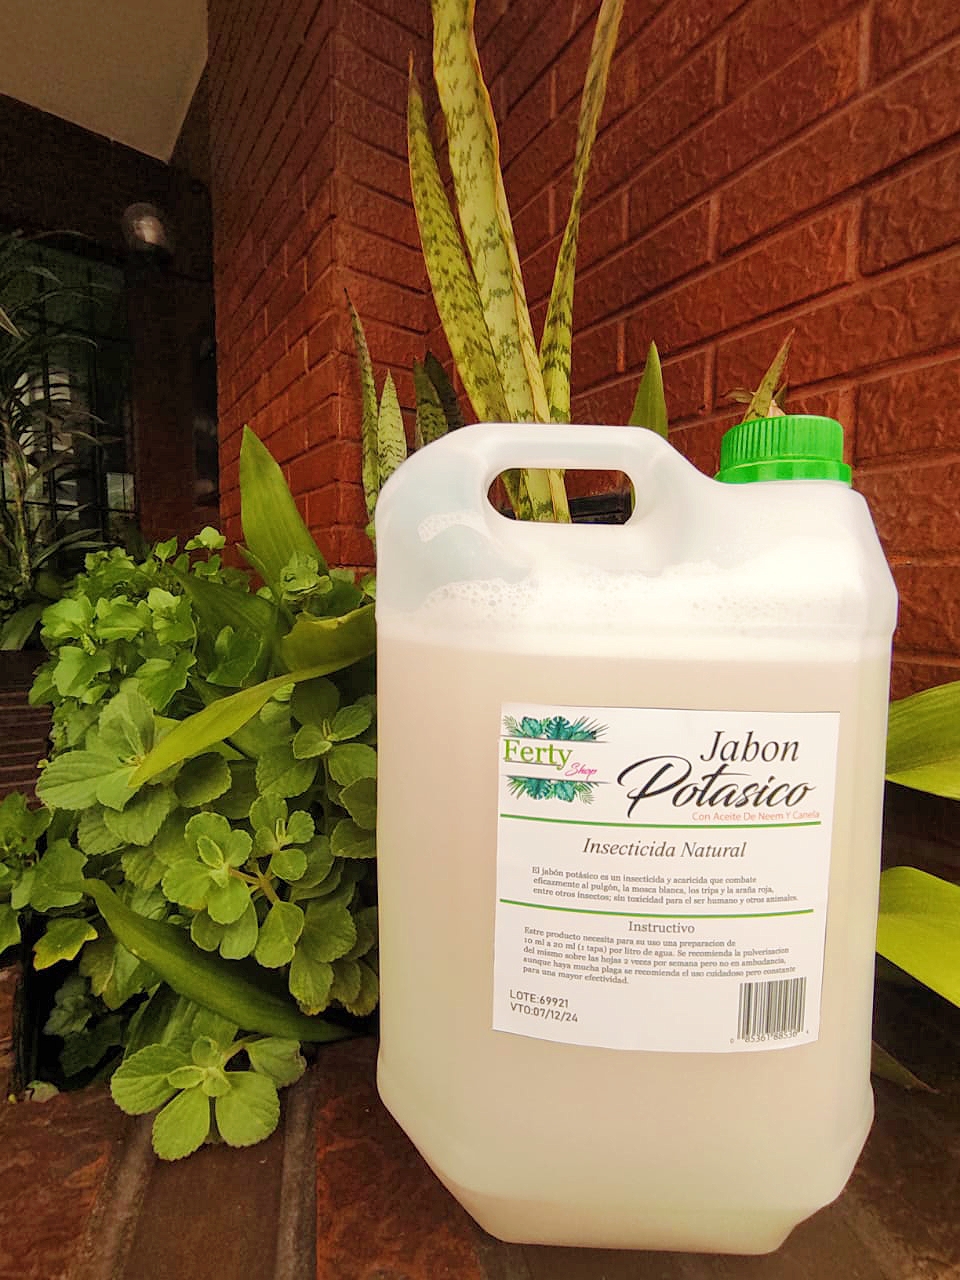 Ferty
Shop
Jabon
Potasico
Con Aceite De Neem Y Canela
Insecticida Natural
El jabón potásico es un insecticida y acaricida que combate
eficazmente al pulgón, la mosca blanca, los trips y la araña roja,
entre otros insectos; sin toxicidad para el ser humano y otros animales.
Instructivo
Estre producto necesita para su uso una preparacion de
10 ml a 20 ml (1 tapa) por litro de agua. Se recomienda la pulverizacion
del mismo sobre las hojas 2 veces por semana pero no en ambudancia,
aunque haya mucha plaga se recomienda el uso cuidadoso pero constante
para una mayor efectividad.
LOTE:69921
VTO:07/12/24
0 85361 88536 4